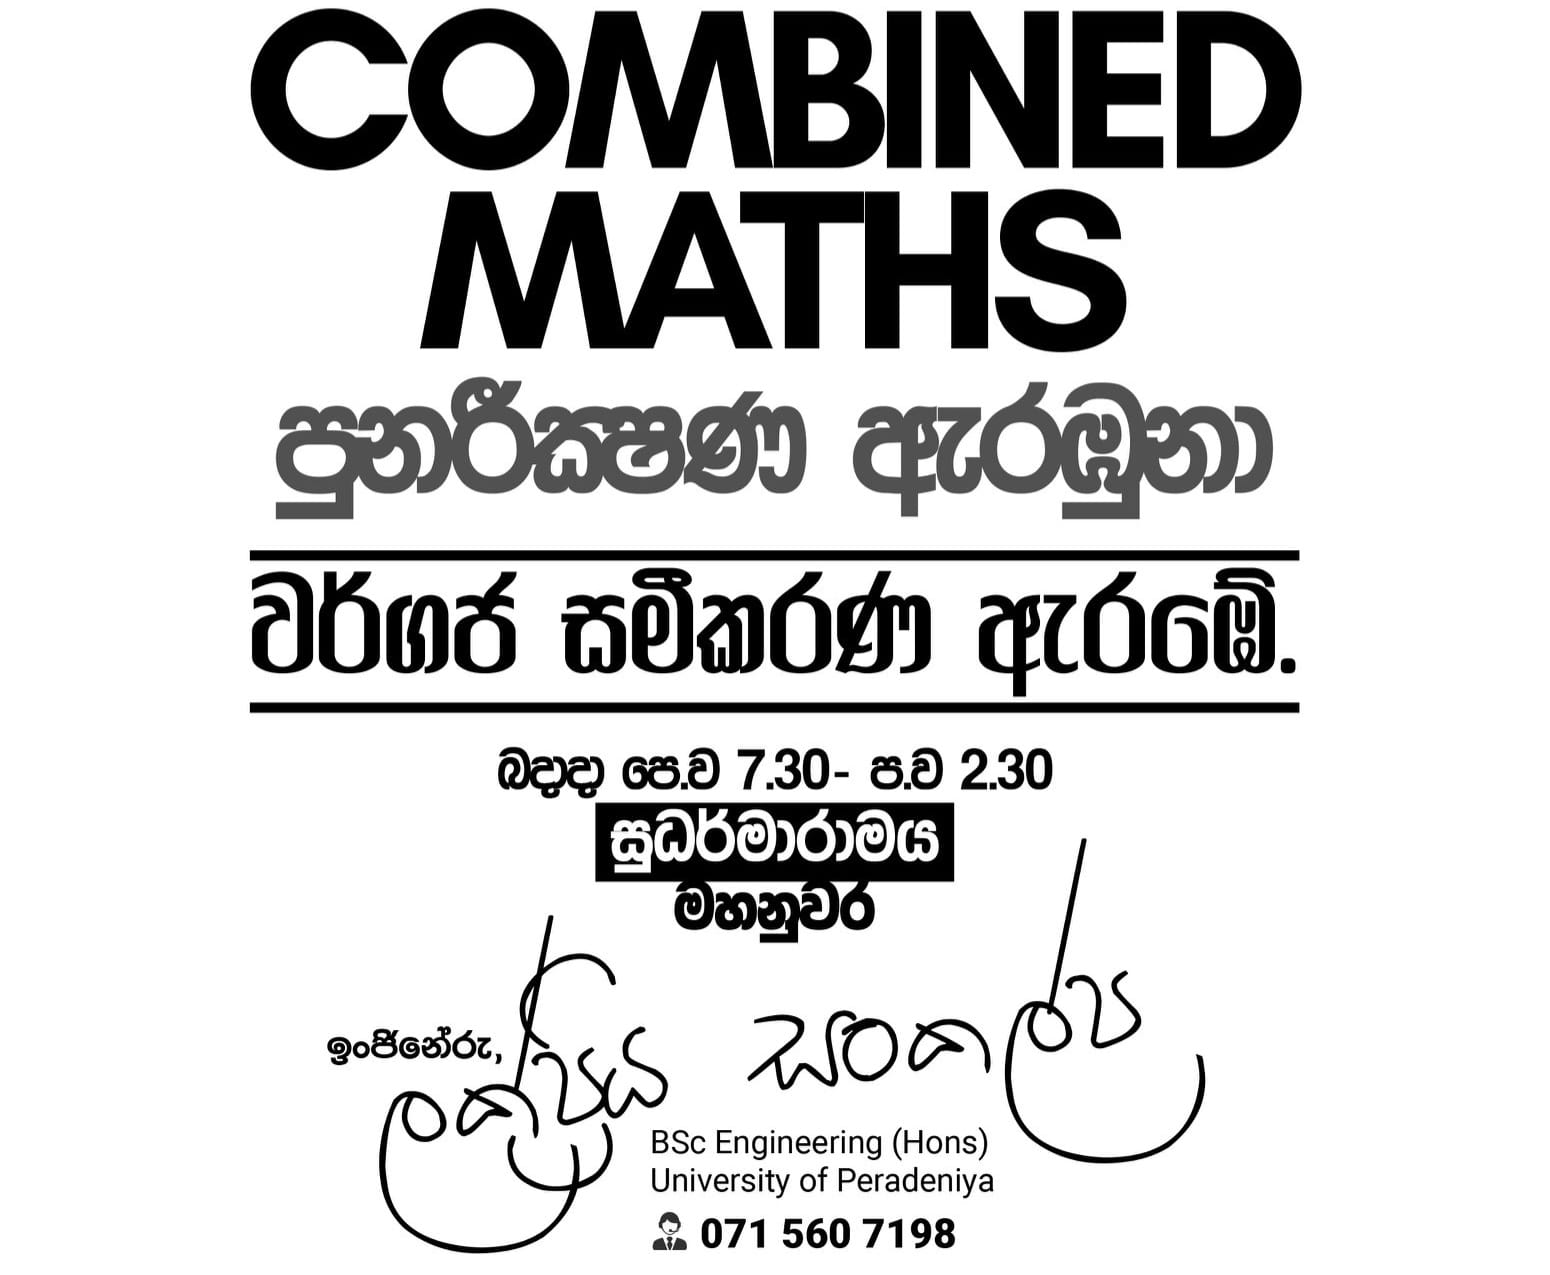 COMBINED
MATHS
පුනරීක්‍ෂණ ඇරඹුනා
වර්ගජ සමීකරණ ඇරඹේ.
බදාදා පෙ.ව 7.30- ප.ව 2.30
සුධර්මාරාමය
මහනුවර
ඉංජිනේරු,
සංකල්ප
BSc Engineering (Hons)
University of Peradeniya
071 560 7198